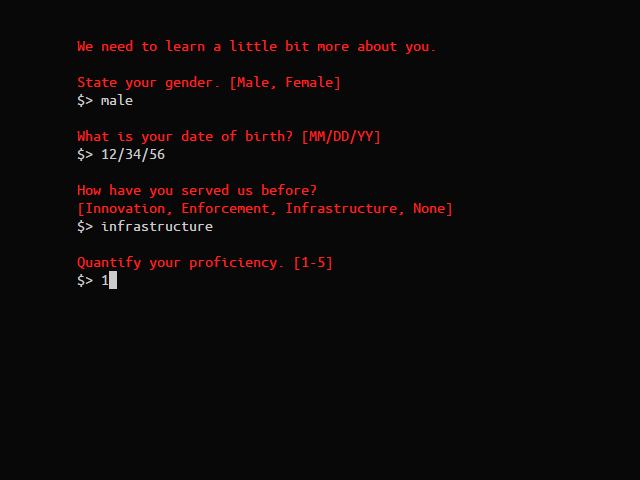 We need to learn a little bit more about you.
State your gender. [Male, Female]
$> male
What is your date of birth? [MM/DD/YY]
$> 12/34/56
How have you served us before?
[Innovation, Enforcement, Infrastructure, None]
$> infrastructure
Quantify your proficiency. [1-5]
$> 1